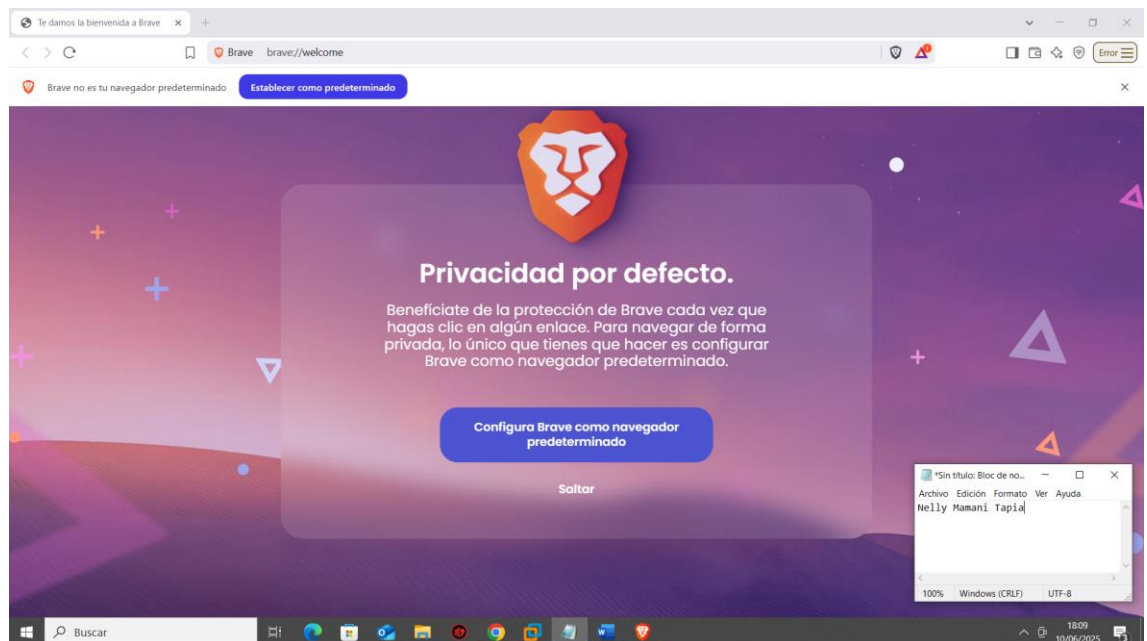 Te damos la bienvenida a Brave
Brave brave://welcome
Error
Brave no es tu navegador predeterminado Establecer como predeterminado
Privacidad por defecto.
Benefíciate de la protección de Brave cada vez que
hagas clic en algún enlace. Para navegar de forma
privada, lo único que tienes que hacer es configurar
Brave como navegador predeterminado.
Configura Brave como navegador
predeterminado
Saltar
*Sin título: Bloc de no...
Archivo Edición Formato Ver Ayuda
Nelly Mamani Tapia
100% Windows (CRLF) UTF-8
Buscar
18:09
10/06/2025